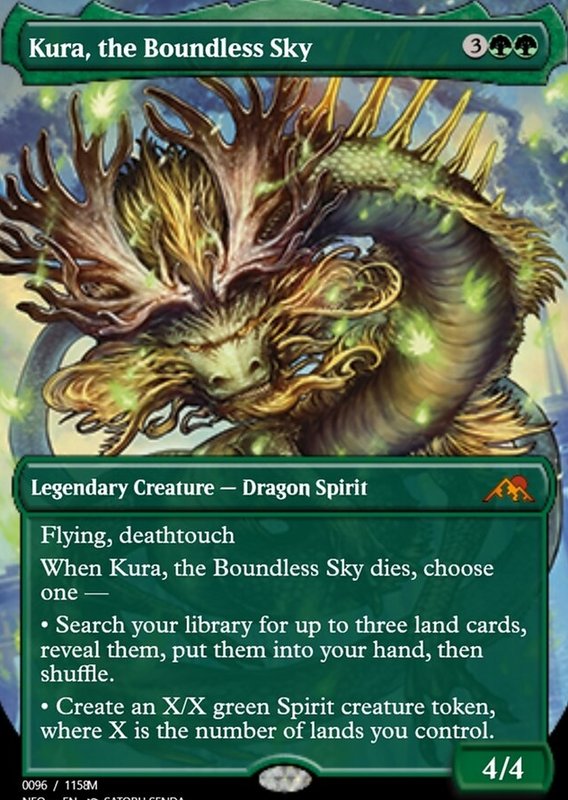 Kura, the Boundless Sky 3
Legendary Creature — Dragon Spirit
Flying, deathtouch
When Kura, the Boundless Sky dies, choose
one —
• Search your library for up to three land cards,
reveal them, put them into your hand, then
shuffle.
• Create an X/X green Spirit creature token,
where X is the number of lands you control.
4/4
0096 / 1158M